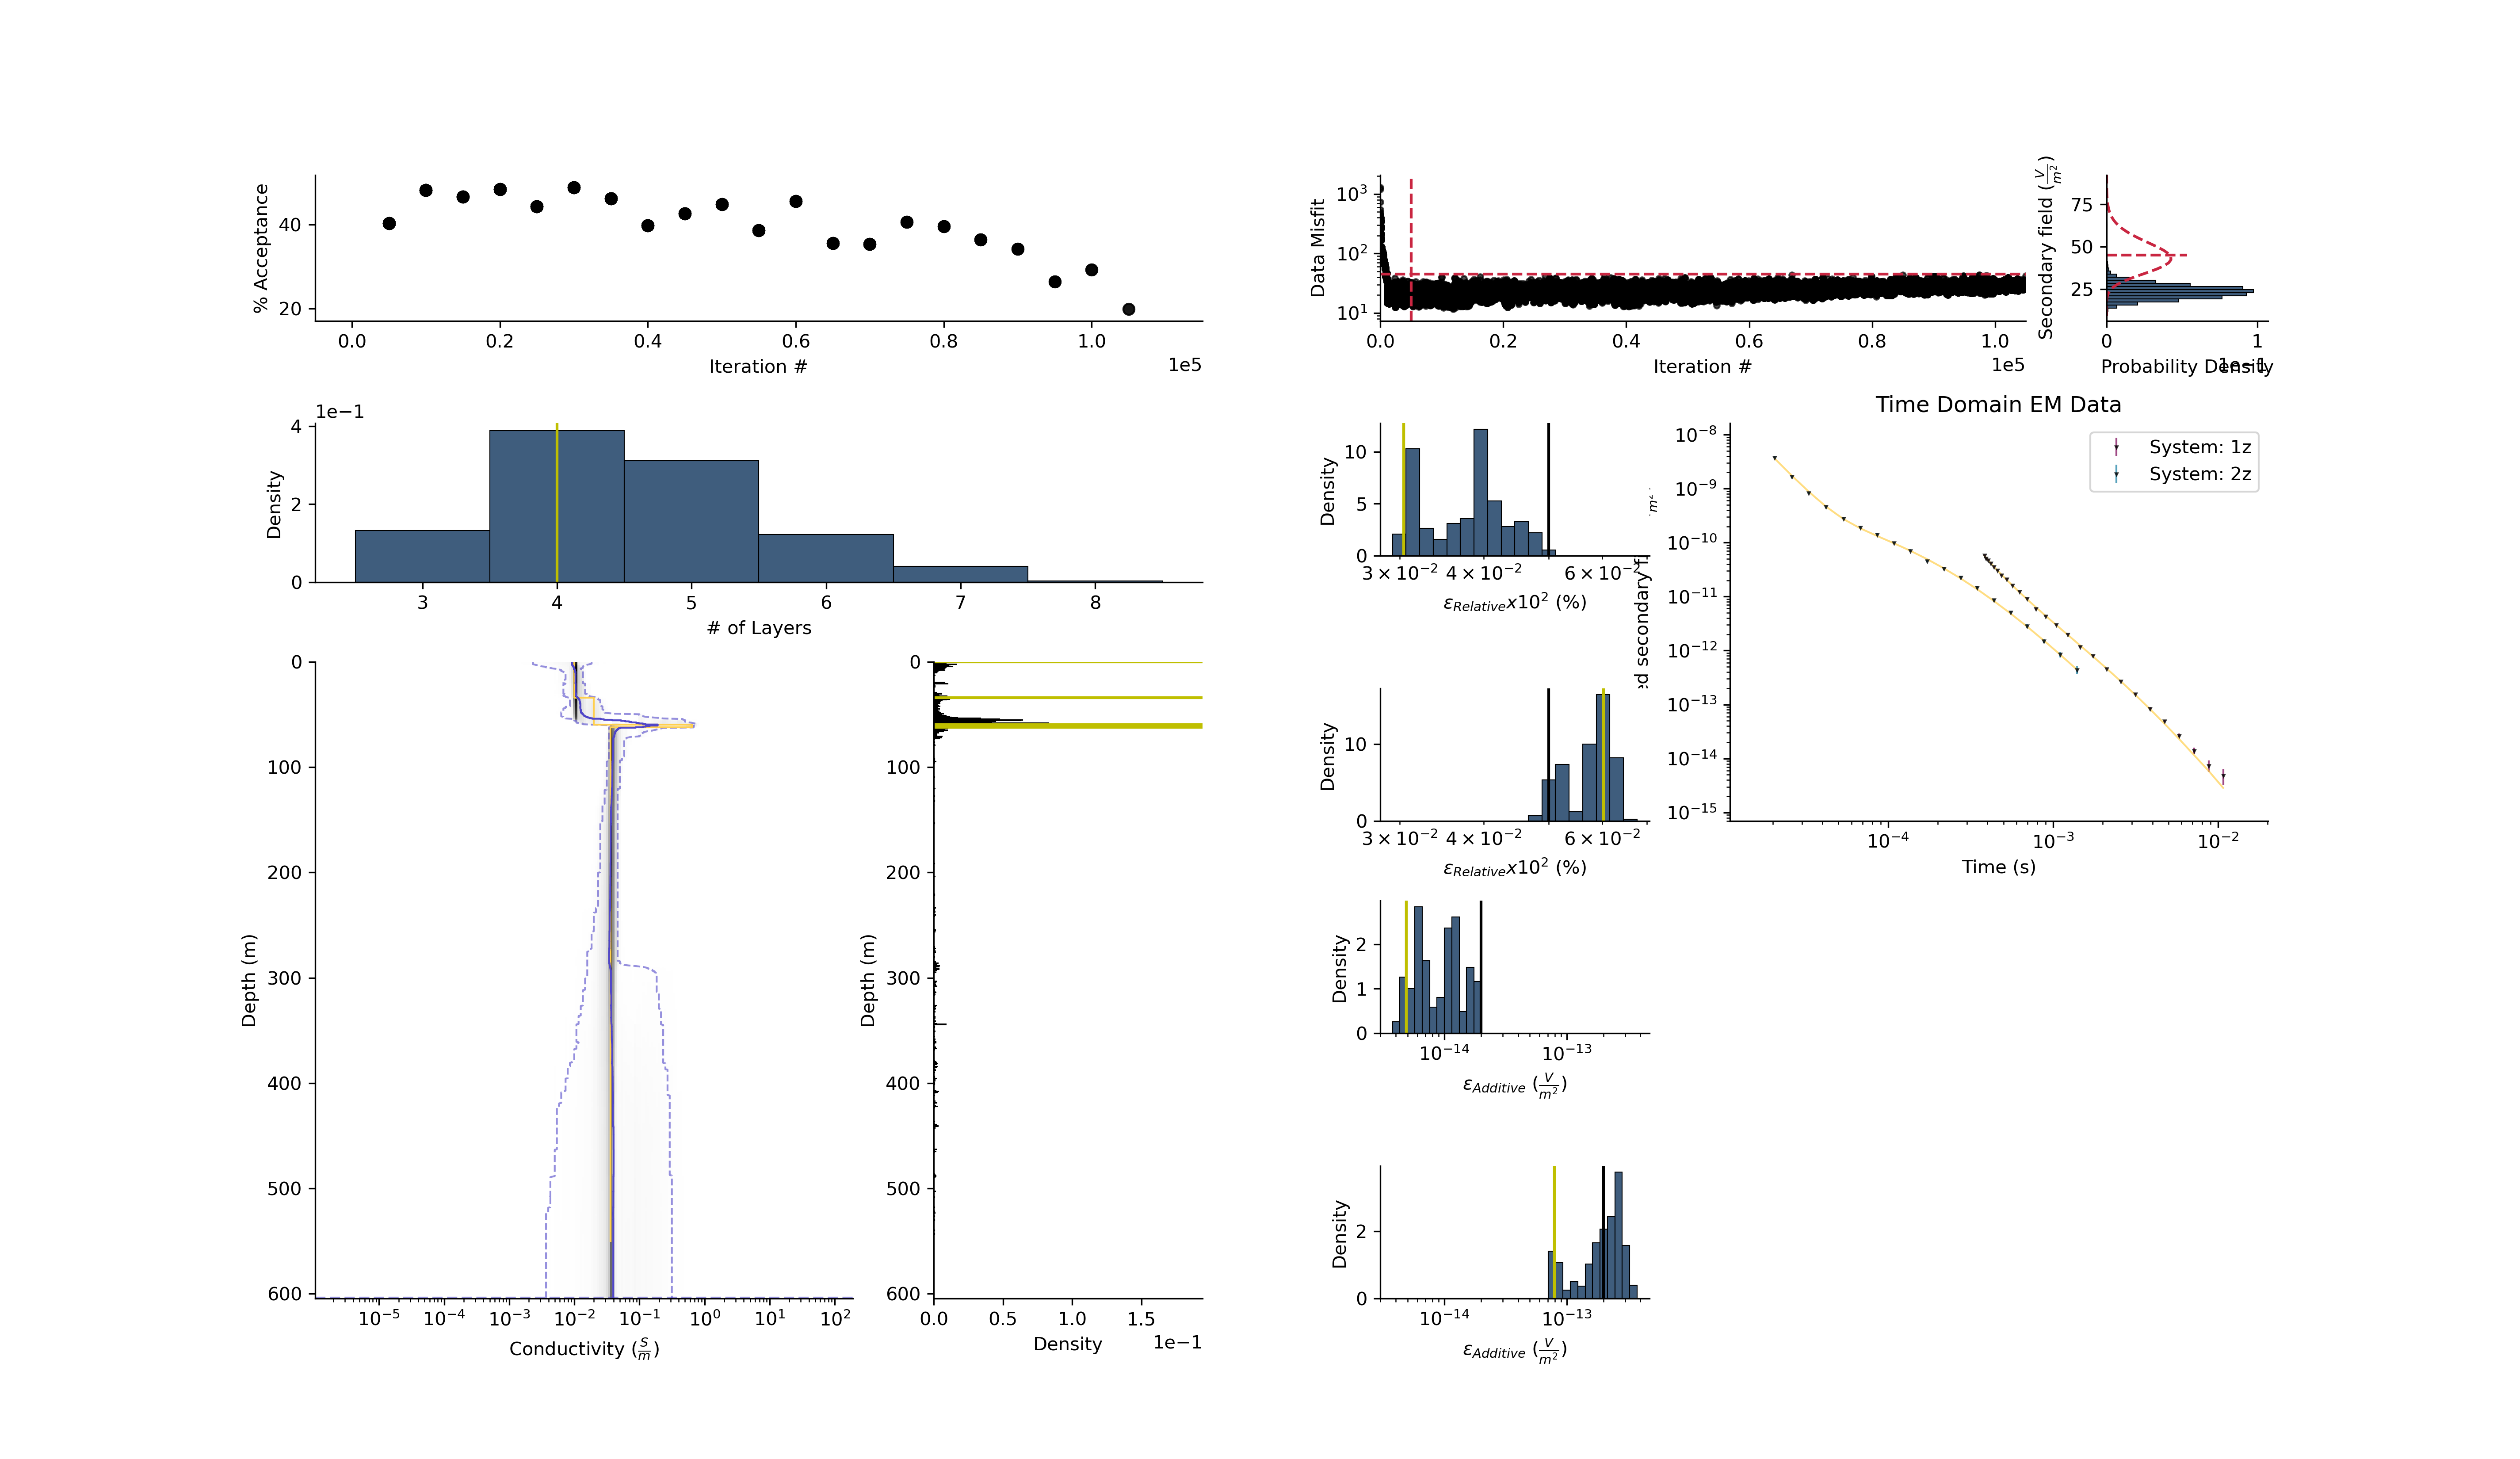 % Acceptance
40
20
0.0 0.2 0.4 0.6 0.8 1.0
Iteration #
1e5
Data Misfit
10³
10²
10¹
0.0 0.2 0.4 0.6 0.8 1.0
Iteration #
1e5
Secondary field (V/m²)
75
50
25
0 1
Probability Density
1e−1
1e−1
Density
4
2
0
3 4 5 6 7 8
# of Layers
Density
10
5
0
3 × 10⁻² 4 × 10⁻² 6 × 10⁻²
ε_Relative x10² (%)
Time Domain EM Data
System: 1z
System: 2z
ed secondary f
10⁻⁸
10⁻⁹
10⁻¹⁰
10⁻¹¹
10⁻¹²
10⁻¹³
10⁻¹⁴
10⁻¹⁵
10⁻⁴ 10⁻³ 10⁻²
Time (s)
Depth (m)
0
100
200
300
400
500
600
10⁻⁵ 10⁻⁴ 10⁻³ 10⁻² 10⁻¹ 10⁰ 10¹ 10²
Conductivity (S/m)
Depth (m)
0
100
200
300
400
500
600
0.0 0.5 1.0 1.5
Density
1e−1
Density
10
0
3 × 10⁻² 4 × 10⁻² 6 × 10⁻²
ε_Relative x10² (%)
Density
2
1
0
10⁻¹⁴ 10⁻¹³
ε_Additive (V/m²)
Density
2
0
10⁻¹⁴ 10⁻¹³
ε_Additive (V/m²)